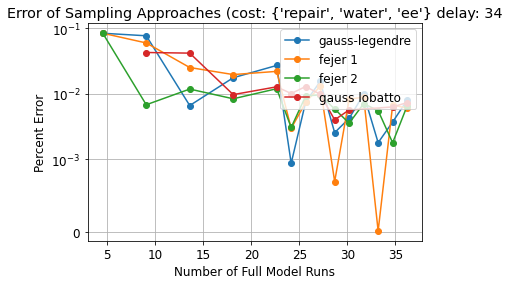 Error of Sampling Approaches (cost: {'repair', 'water', 'ee'} delay: 34
10⁻¹
10⁻²
10⁻³
0
Percent Error
gauss-legendre
fejer 1
fejer 2
gauss lobatto
5 10 15 20 25 30 35
Number of Full Model Runs